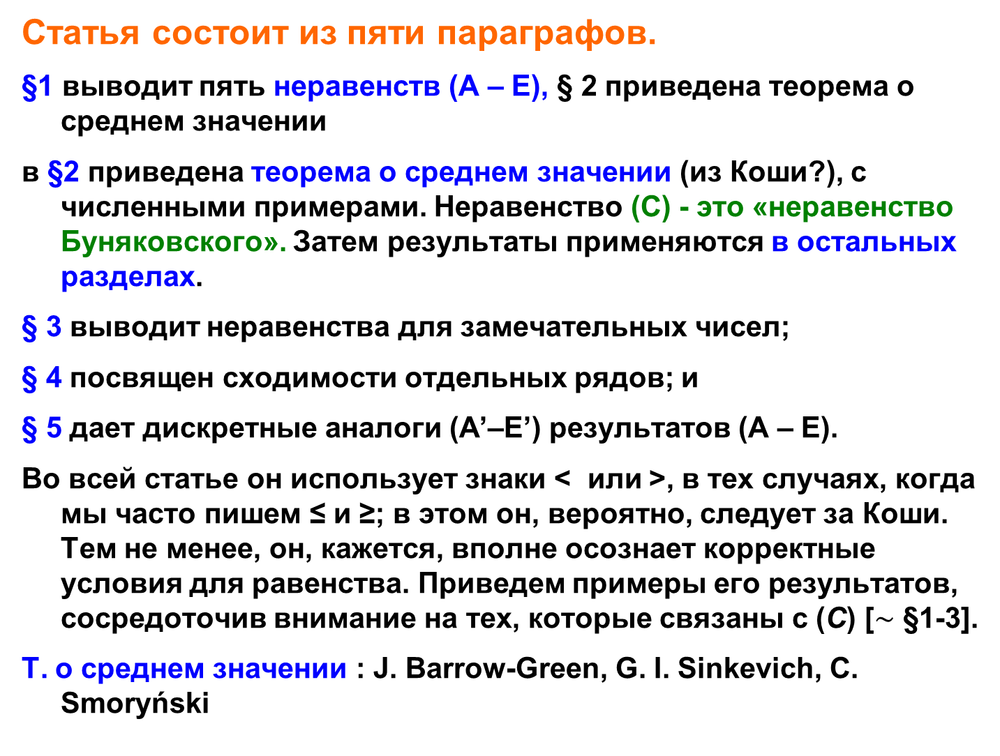 Статья состоит из пяти параграфов.
§1 выводит пять неравенств (А – Е), § 2 приведена теорема о
среднем значении
в §2 приведена теорема о среднем значении (из Коши?), с
численными примерами. Неравенство (С) - это «неравенство
Буняковского». Затем результаты применяются в остальных
разделах.
§ 3 выводит неравенства для замечательных чисел;
§ 4 посвящен сходимости отдельных рядов; и
§ 5 дает дискретные аналоги (А’–Е’) результатов (А – Е).
Во всей статье он использует знаки < или >, в тех случаях, когда
мы часто пишем ≤ и ≥; в этом он, вероятно, следует за Коши.
Тем не менее, он, кажется, вполне осознает корректные
условия для равенства. Приведем примеры его результатов,
сосредоточив внимание на тех, которые связаны с (С) [~ §1-3].
Т. о среднем значении : J. Barrow-Green, G. I. Sinkevich, C.
Smoryński